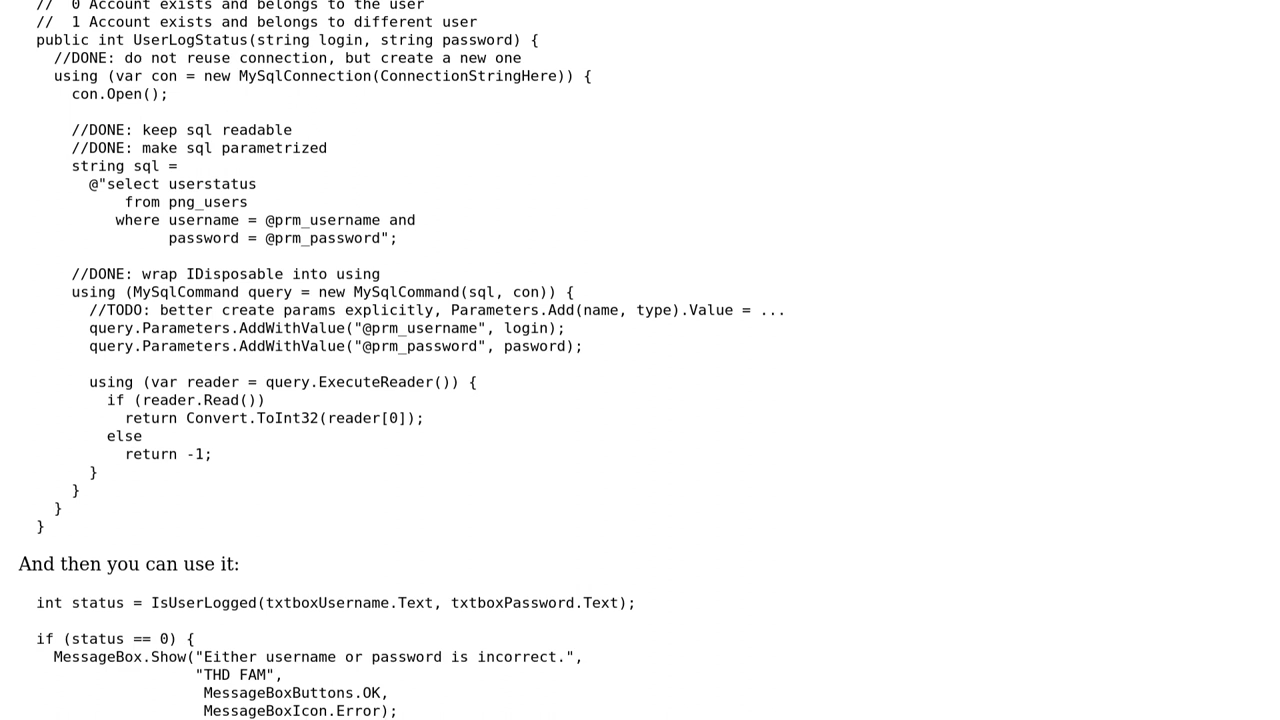 //  0 Account exists and belongs to the user
//  1 Account exists and belongs to different user
public int UserLogStatus(string login, string password) {
  //DONE: do not reuse connection, but create a new one
  using (var con = new MySqlConnection(ConnectionStringHere)) {
    con.Open();

    //DONE: keep sql readable
    //DONE: make sql parametrized
    string sql =
      @"select userstatus
          from png_users
         where username = @prm_username and
               password = @prm_password";

    //DONE: wrap IDisposable into using
    using (MySqlCommand query = new MySqlCommand(sql, con)) {
      //TODO: better create params explicitly, Parameters.Add(name, type).Value = ...
      query.Parameters.AddWithValue("@prm_username", login);
      query.Parameters.AddWithValue("@prm_password", pasword);

      using (var reader = query.ExecuteReader()) {
        if (reader.Read())
          return Convert.ToInt32(reader[0]);
        else
          return -1;
      }
    }
  }
}
And then you can use it:
int status = IsUserLogged(txtboxUsername.Text, txtboxPassword.Text);

if (status == 0) {
  MessageBox.Show("Either username or password is incorrect.",
                  "THD FAM",
                   MessageBoxButtons.OK,
                   MessageBoxIcon.Error);